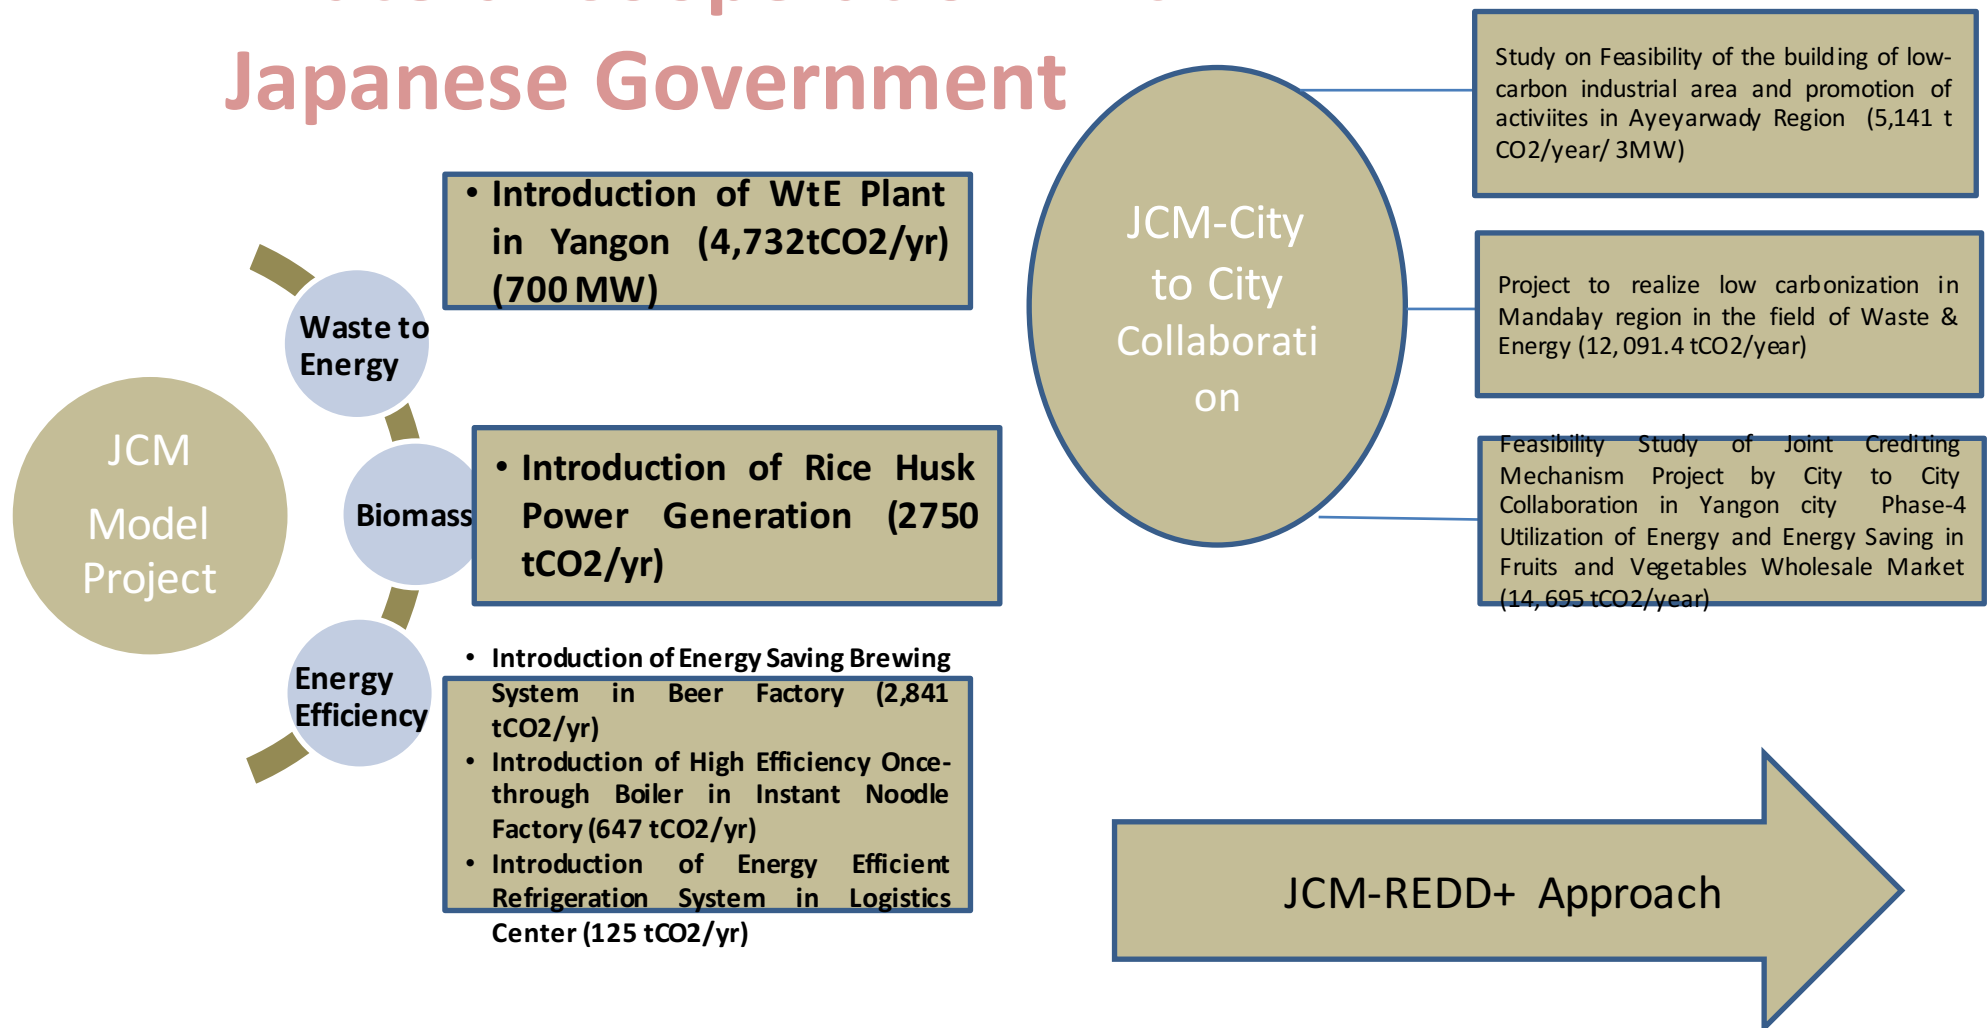 Japanese Government
JCM
Model
Project
Waste to
Energy
• Introduction of WtE Plant
in Yangon (4,732tCO2/yr)
(700 MW)
Biomass
• Introduction of Rice Husk
Power Generation (2750
tCO2/yr)
Energy
Efficiency
• Introduction of Energy Saving Brewing
System in Beer Factory (2,841
tCO2/yr)
• Introduction of High Efficiency Once-
through Boiler in Instant Noodle
Factory (647 tCO2/yr)
• Introduction of Energy Efficient
Refrigeration System in Logistics
Center (125 tCO2/yr)
JCM-City
to City
Collaborati
on
Study on Feasibility of the building of low-
carbon industrial area and promotion of
activiites in Ayeyarwady Region (5,141 t
CO2/year/ 3MW)
Project to realize low carbonization in
Mandalay region in the field of Waste &
Energy (12, 091.4 tCO2/year)
Feasibility Study of Joint Crediting
Mechanism Project by City to City
Collaboration in Yangon city Phase-4
Utilization of Energy and Energy Saving in
Fruits and Vegetables Wholesale Market
(14, 695 tCO2/year)
JCM-REDD+ Approach